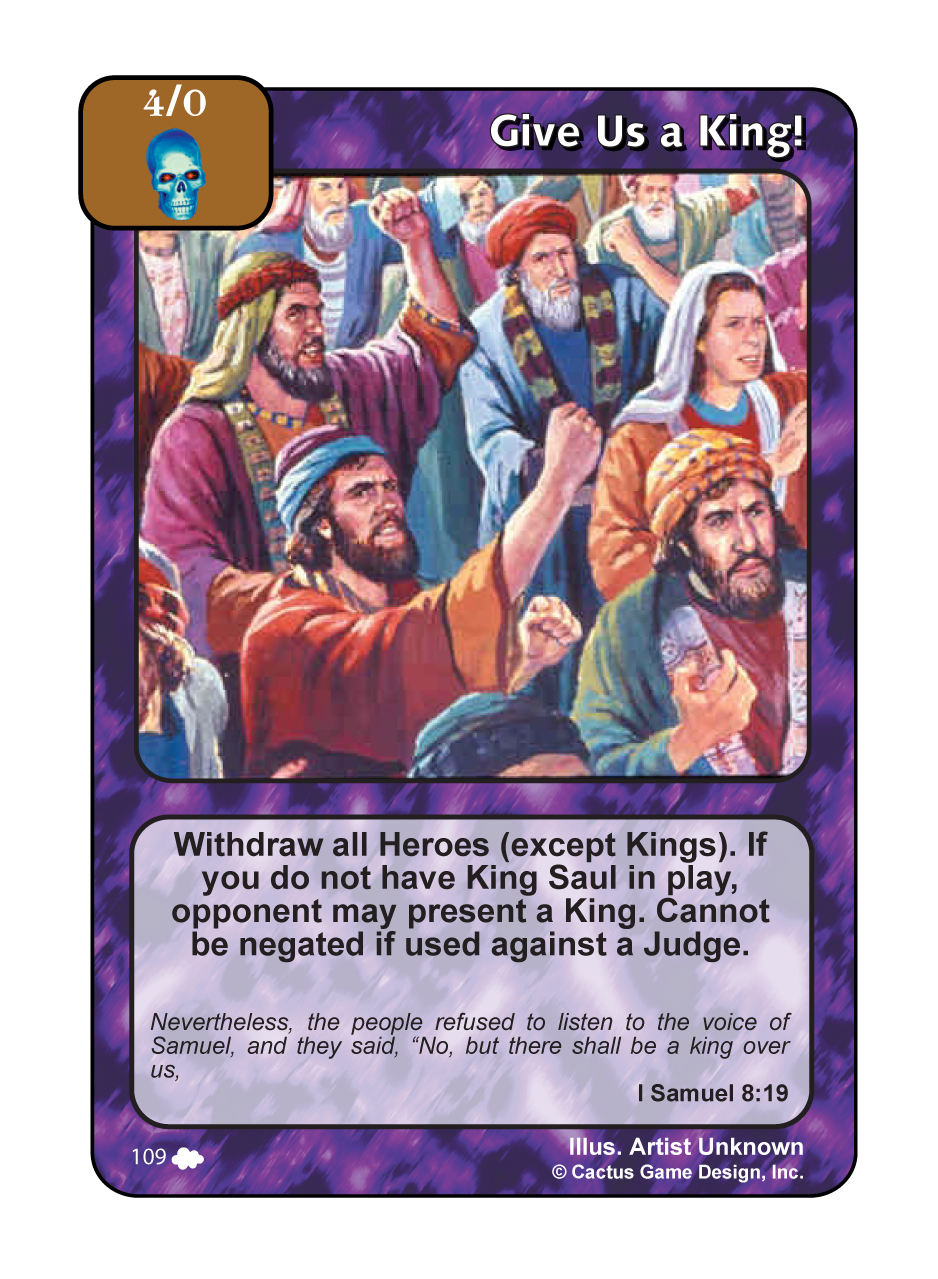 4/0
Give Us a King!
Withdraw all Heroes (except Kings). If
you do not have King Saul in play,
opponent may present a King. Cannot
be negated if used against a Judge.
Nevertheless, the people refused to listen to the voice of
Samuel, and they said, “No, but there shall be a king over
us,
I Samuel 8:19
109
Illus. Artist Unknown
© Cactus Game Design, Inc.